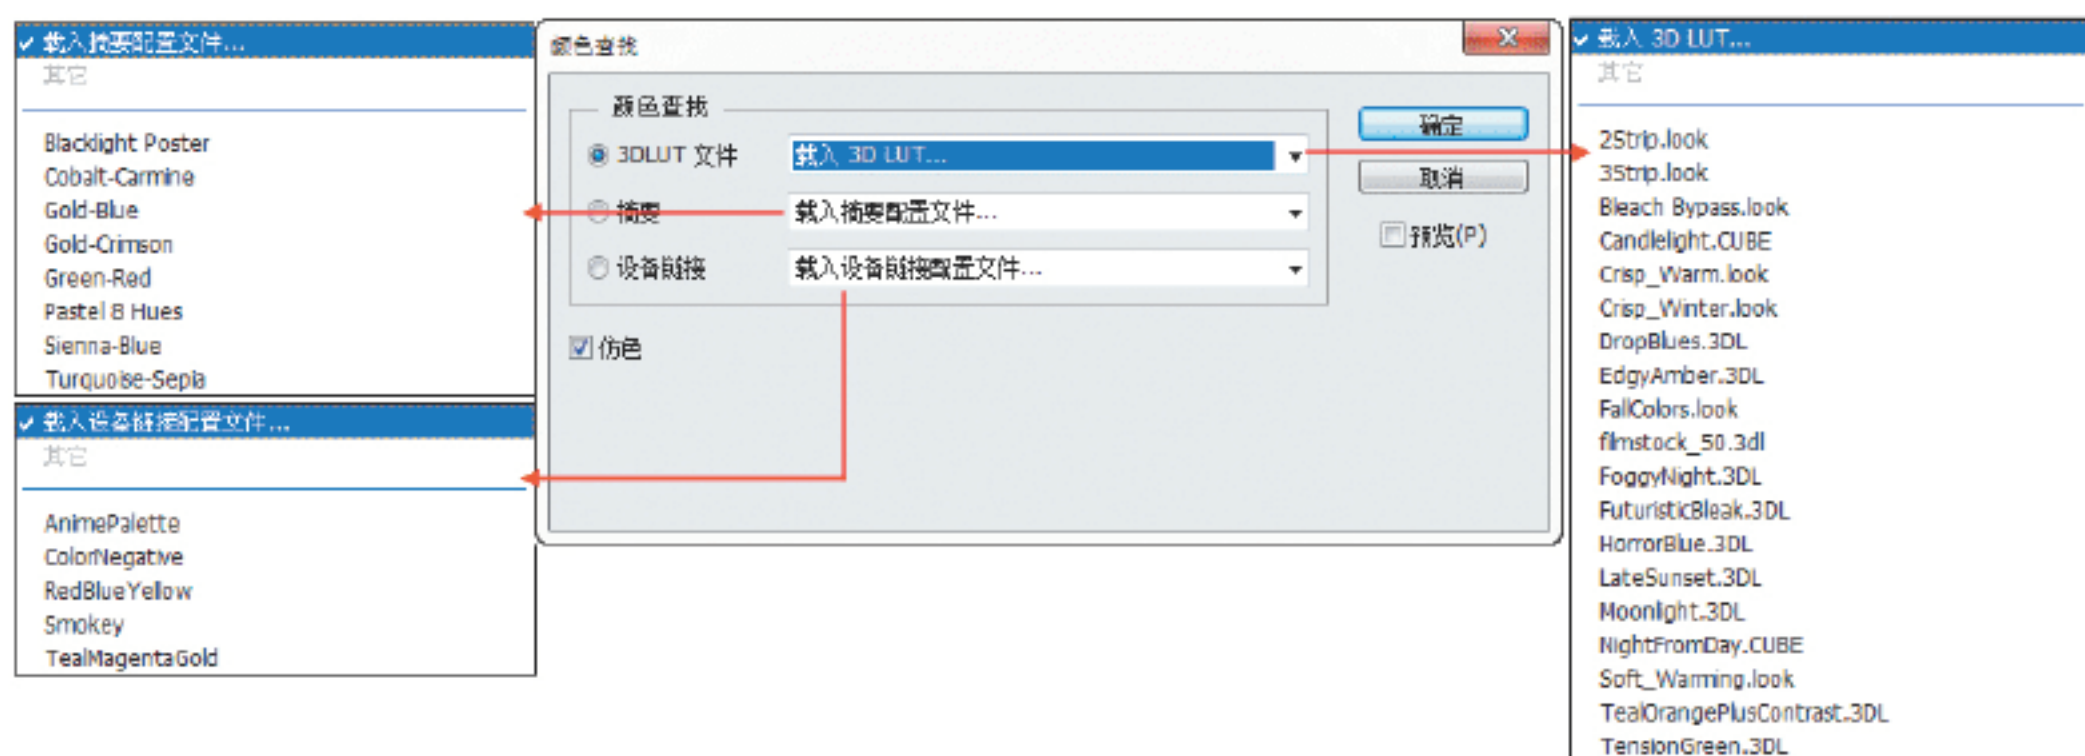 载入摘要配置文件...
其它
Blacklight Poster
Cobalt-Carmine
Gold-Blue
Gold-Crimson
Green-Red
Pastel 8 Hues
Sienna-Blue
Turquoise-Sepia
载入设备链接配置文件...
其它
AnimePalette
ColorNegative
RedBlueYellow
Smokey
TealMagentaGold
颜色查找
颜色查找
3DLUT 文件
载入 3D LUT...
摘要
载入摘要配置文件...
设备链接
载入设备链接配置文件...
仿色
确定
取消
预览(P)
载入 3D LUT...
其它
2Strip.look
3Strip.look
Bleach Bypass.look
Candlelight.CUBE
Crisp_Warm.look
Crisp_Winter.look
DropBlues.3DL
EdgyAmber.3DL
FallColors.look
filmstock_50.3dl
FoggyNight.3DL
FuturisticBleak.3DL
HorrorBlue.3DL
LateSunset.3DL
Moonlight.3DL
NightFromDay.CUBE
Soft_Warming.look
TealOrangePlusContrast.3DL
TensionGreen.3DL